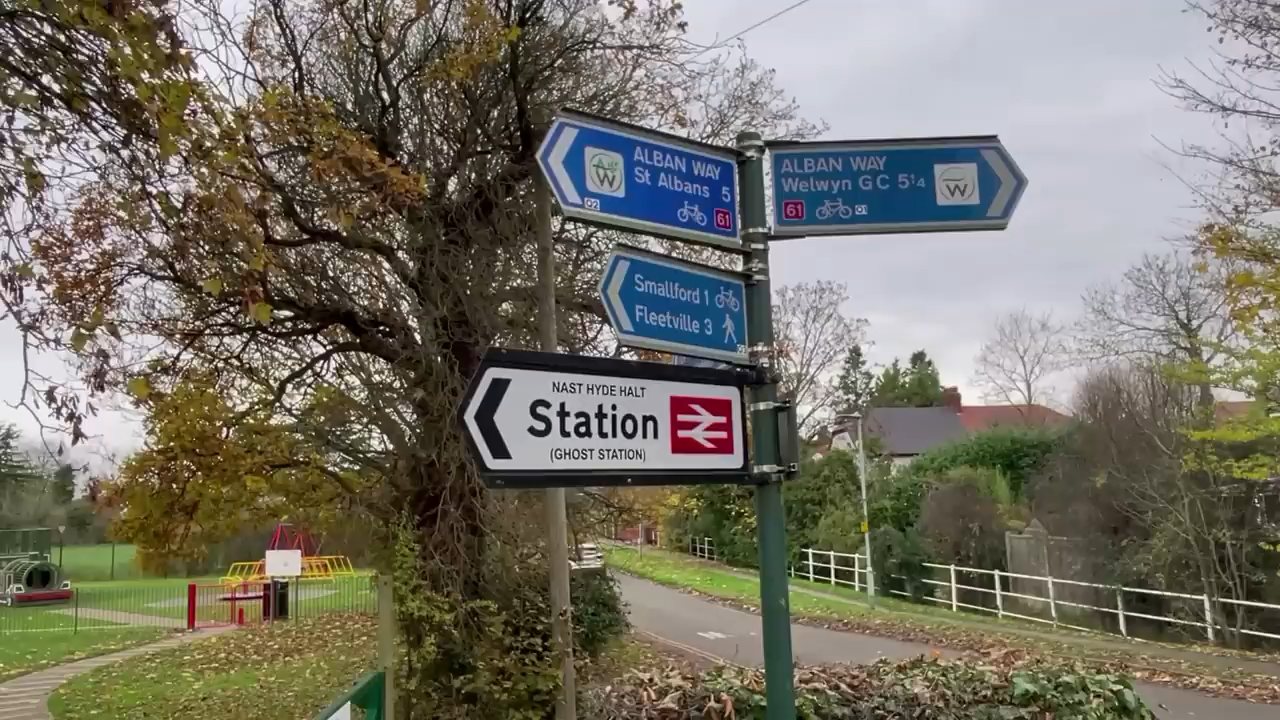 ALBAN WAY
St Albans 5
61
ALBAN WAY
Welwyn GC 5¼
61
Smallford 1
Fleetville 3
NAST HYDE HALT
Station
(GHOST STATION)